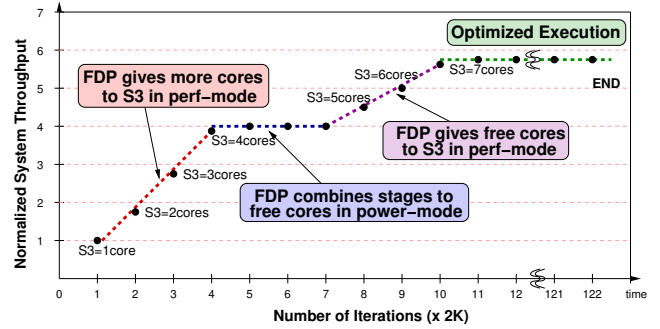 7
Optimized Execution
6
S3=6cores
S3=7cores
FDP gives more cores
to S3 in perf-mode
END
5
S3=5cores
FDP gives free cores
to S3 in perf-mode
4
S3=4cores
3
S3=3cores
FDP combines stages to
free cores in power-mode
2
S3=2cores
1
S3=1core
Normalized System Throughput
0 1 2 3 4 5 6 7 8 9 10 11 12 121 122 time
Number of Iterations (x 2K)